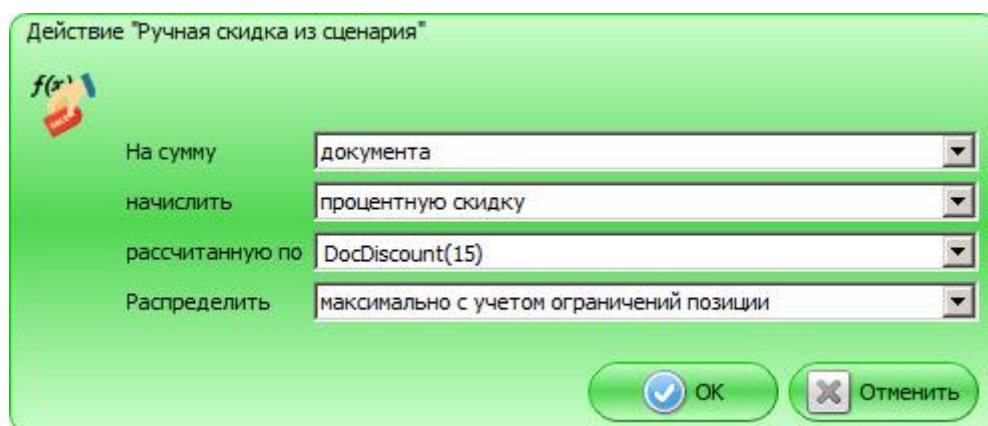 Действие "Ручная скидка из сценария"
f(x)
На сумму документа
начислить процентную скидку
рассчитанную по DocDiscount(15)
Распределить максимально с учетом ограничений позиции
ОК Отменить